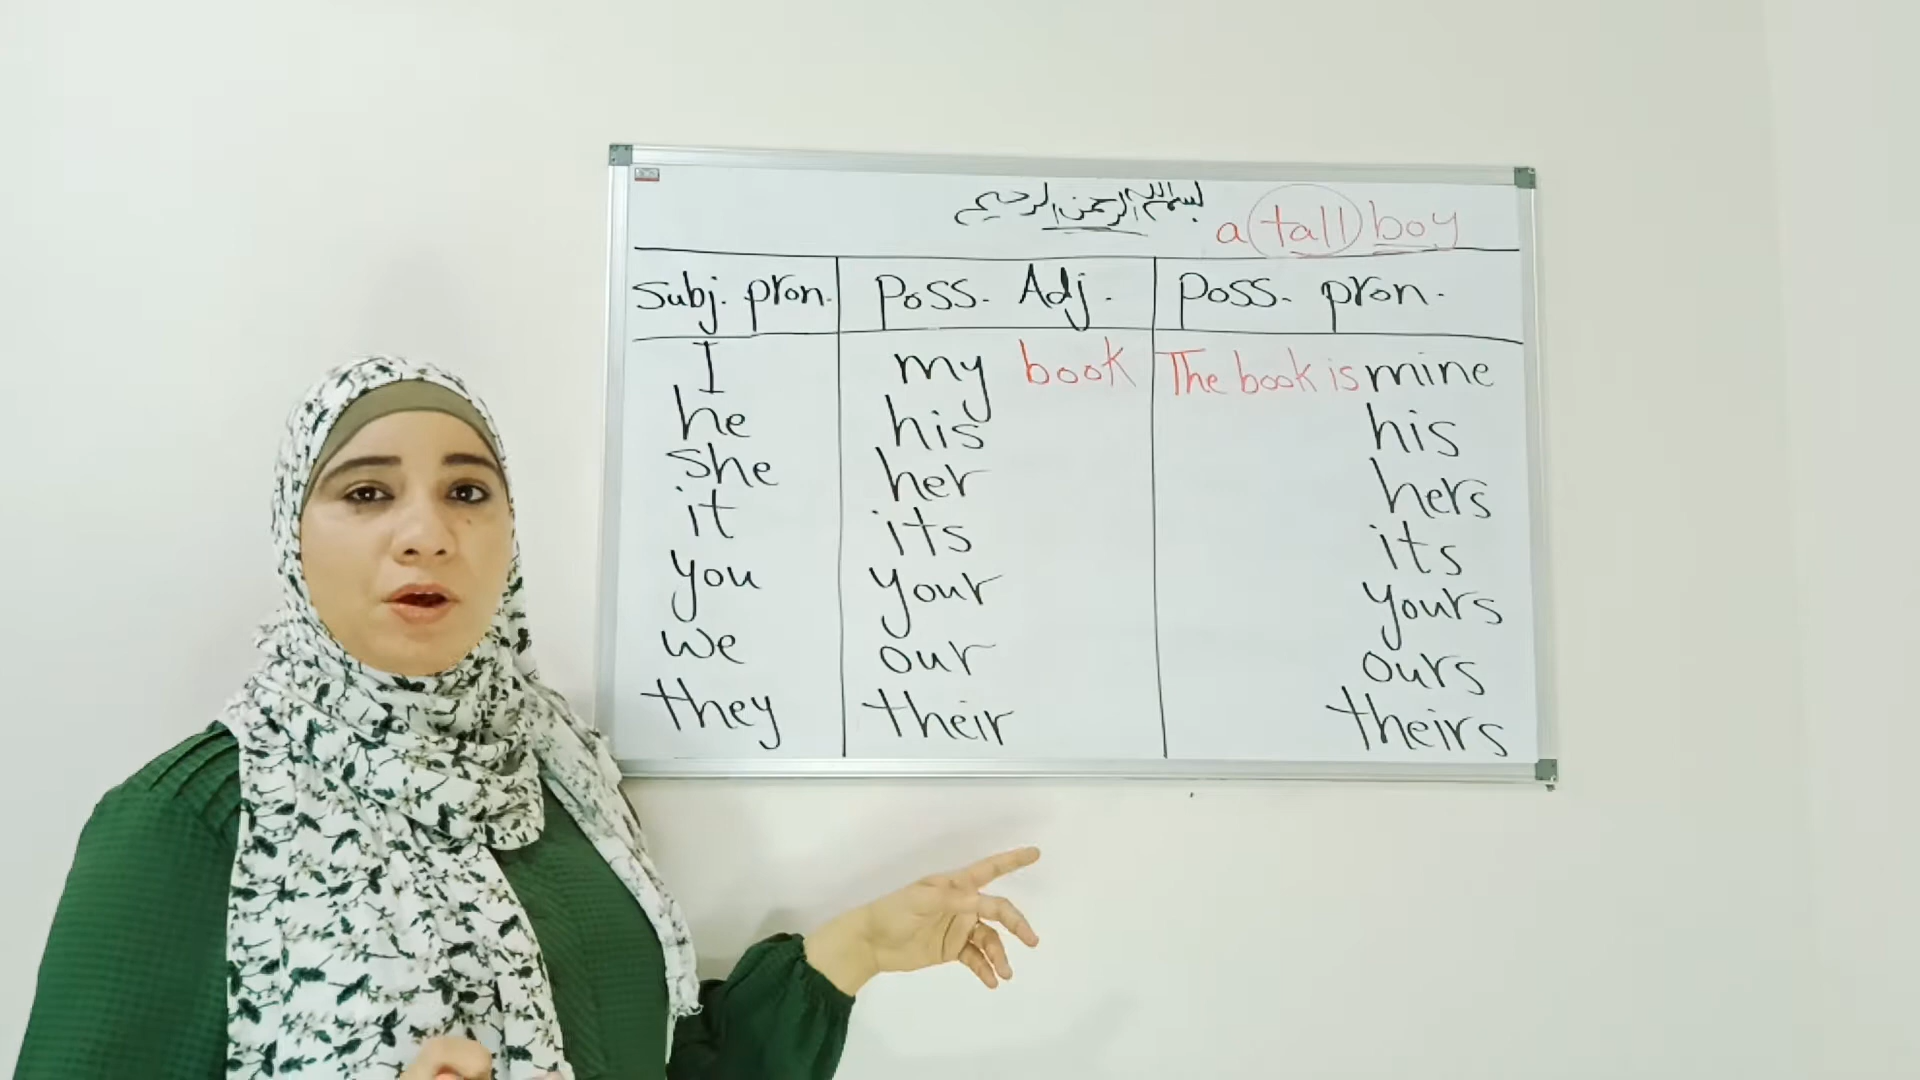 بسم الله الرحمن الرحيم
a tall boy
Subj. pron. Poss. Adj. Poss. pron.
I my book The book is mine
he his his
she her hers
it its its
you your yours
we our ours
they their theirs